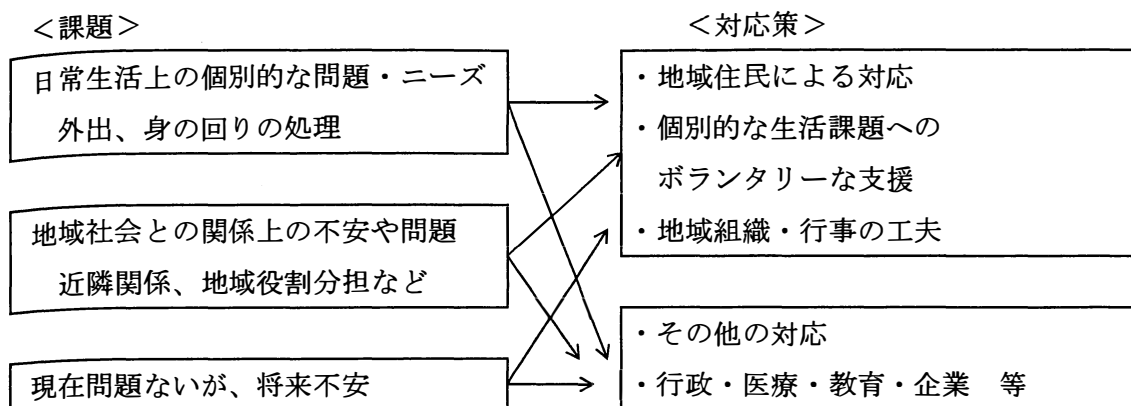 ＜課題＞
日常生活上の個別的な問題・ニーズ
外出、身の回りの処理
地域社会との関係上の不安や問題
近隣関係、地域役割分担など
現在問題ないが、将来不安
＜対応策＞
・地域住民による対応
・個別的な生活課題への
ボランタリーな支援
・地域組織・行事の工夫
・その他の対応
・行政・医療・教育・企業　等